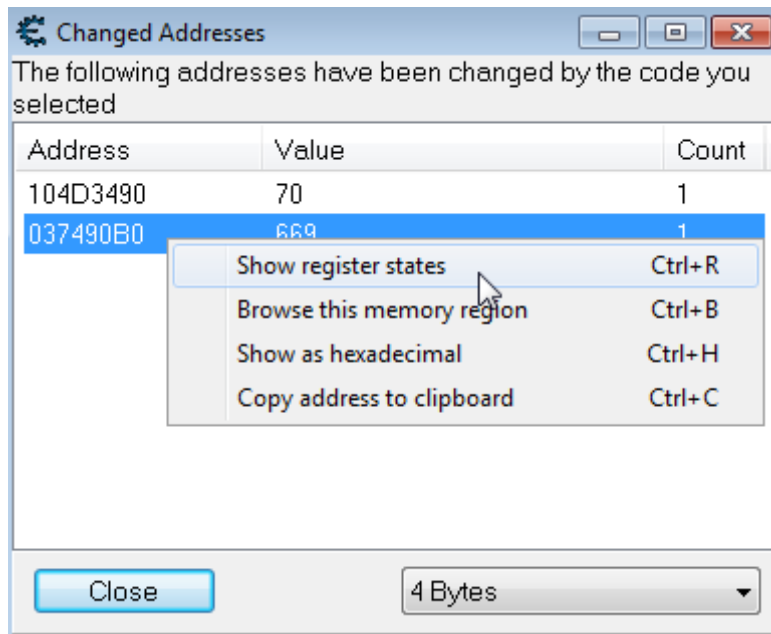 Changed Addresses
The following addresses have been changed by the code you
selected
Address Value Count
104D3490 70 1
037490B0 669 1
Show register states Ctrl+R
Browse this memory region Ctrl+B
Show as hexadecimal Ctrl+H
Copy address to clipboard Ctrl+C
Close 4 Bytes